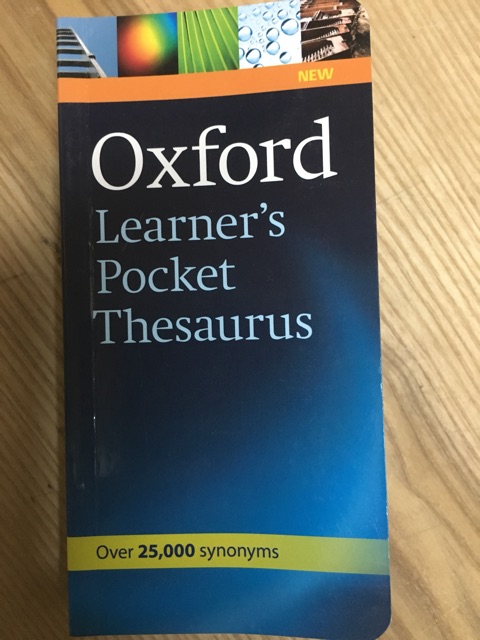 NEW
Oxford
Learner's
Pocket
Thesaurus
Over 25,000 synonyms